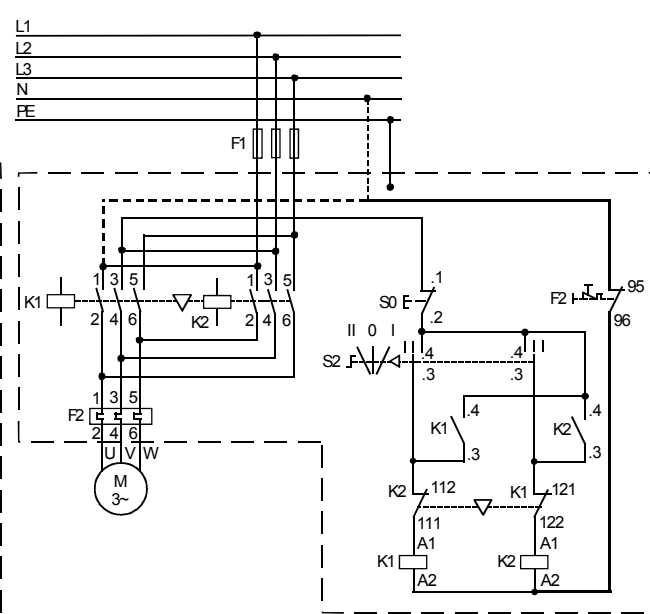 L1
L2
L3
N
PE
F1
1 3 5
1 3 5
K1
K2
2 4 6
2 4 6
.1
S0
.2
F2
95
96
II 0 I
S2
.4
.3
.4
.3
K1
.4
.3
K2
.4
.3
1 3 5
F2
2 4 6
U V W
M
3~
K2
112
111
K1
121
122
A1
K1
A2
A1
K2
A2